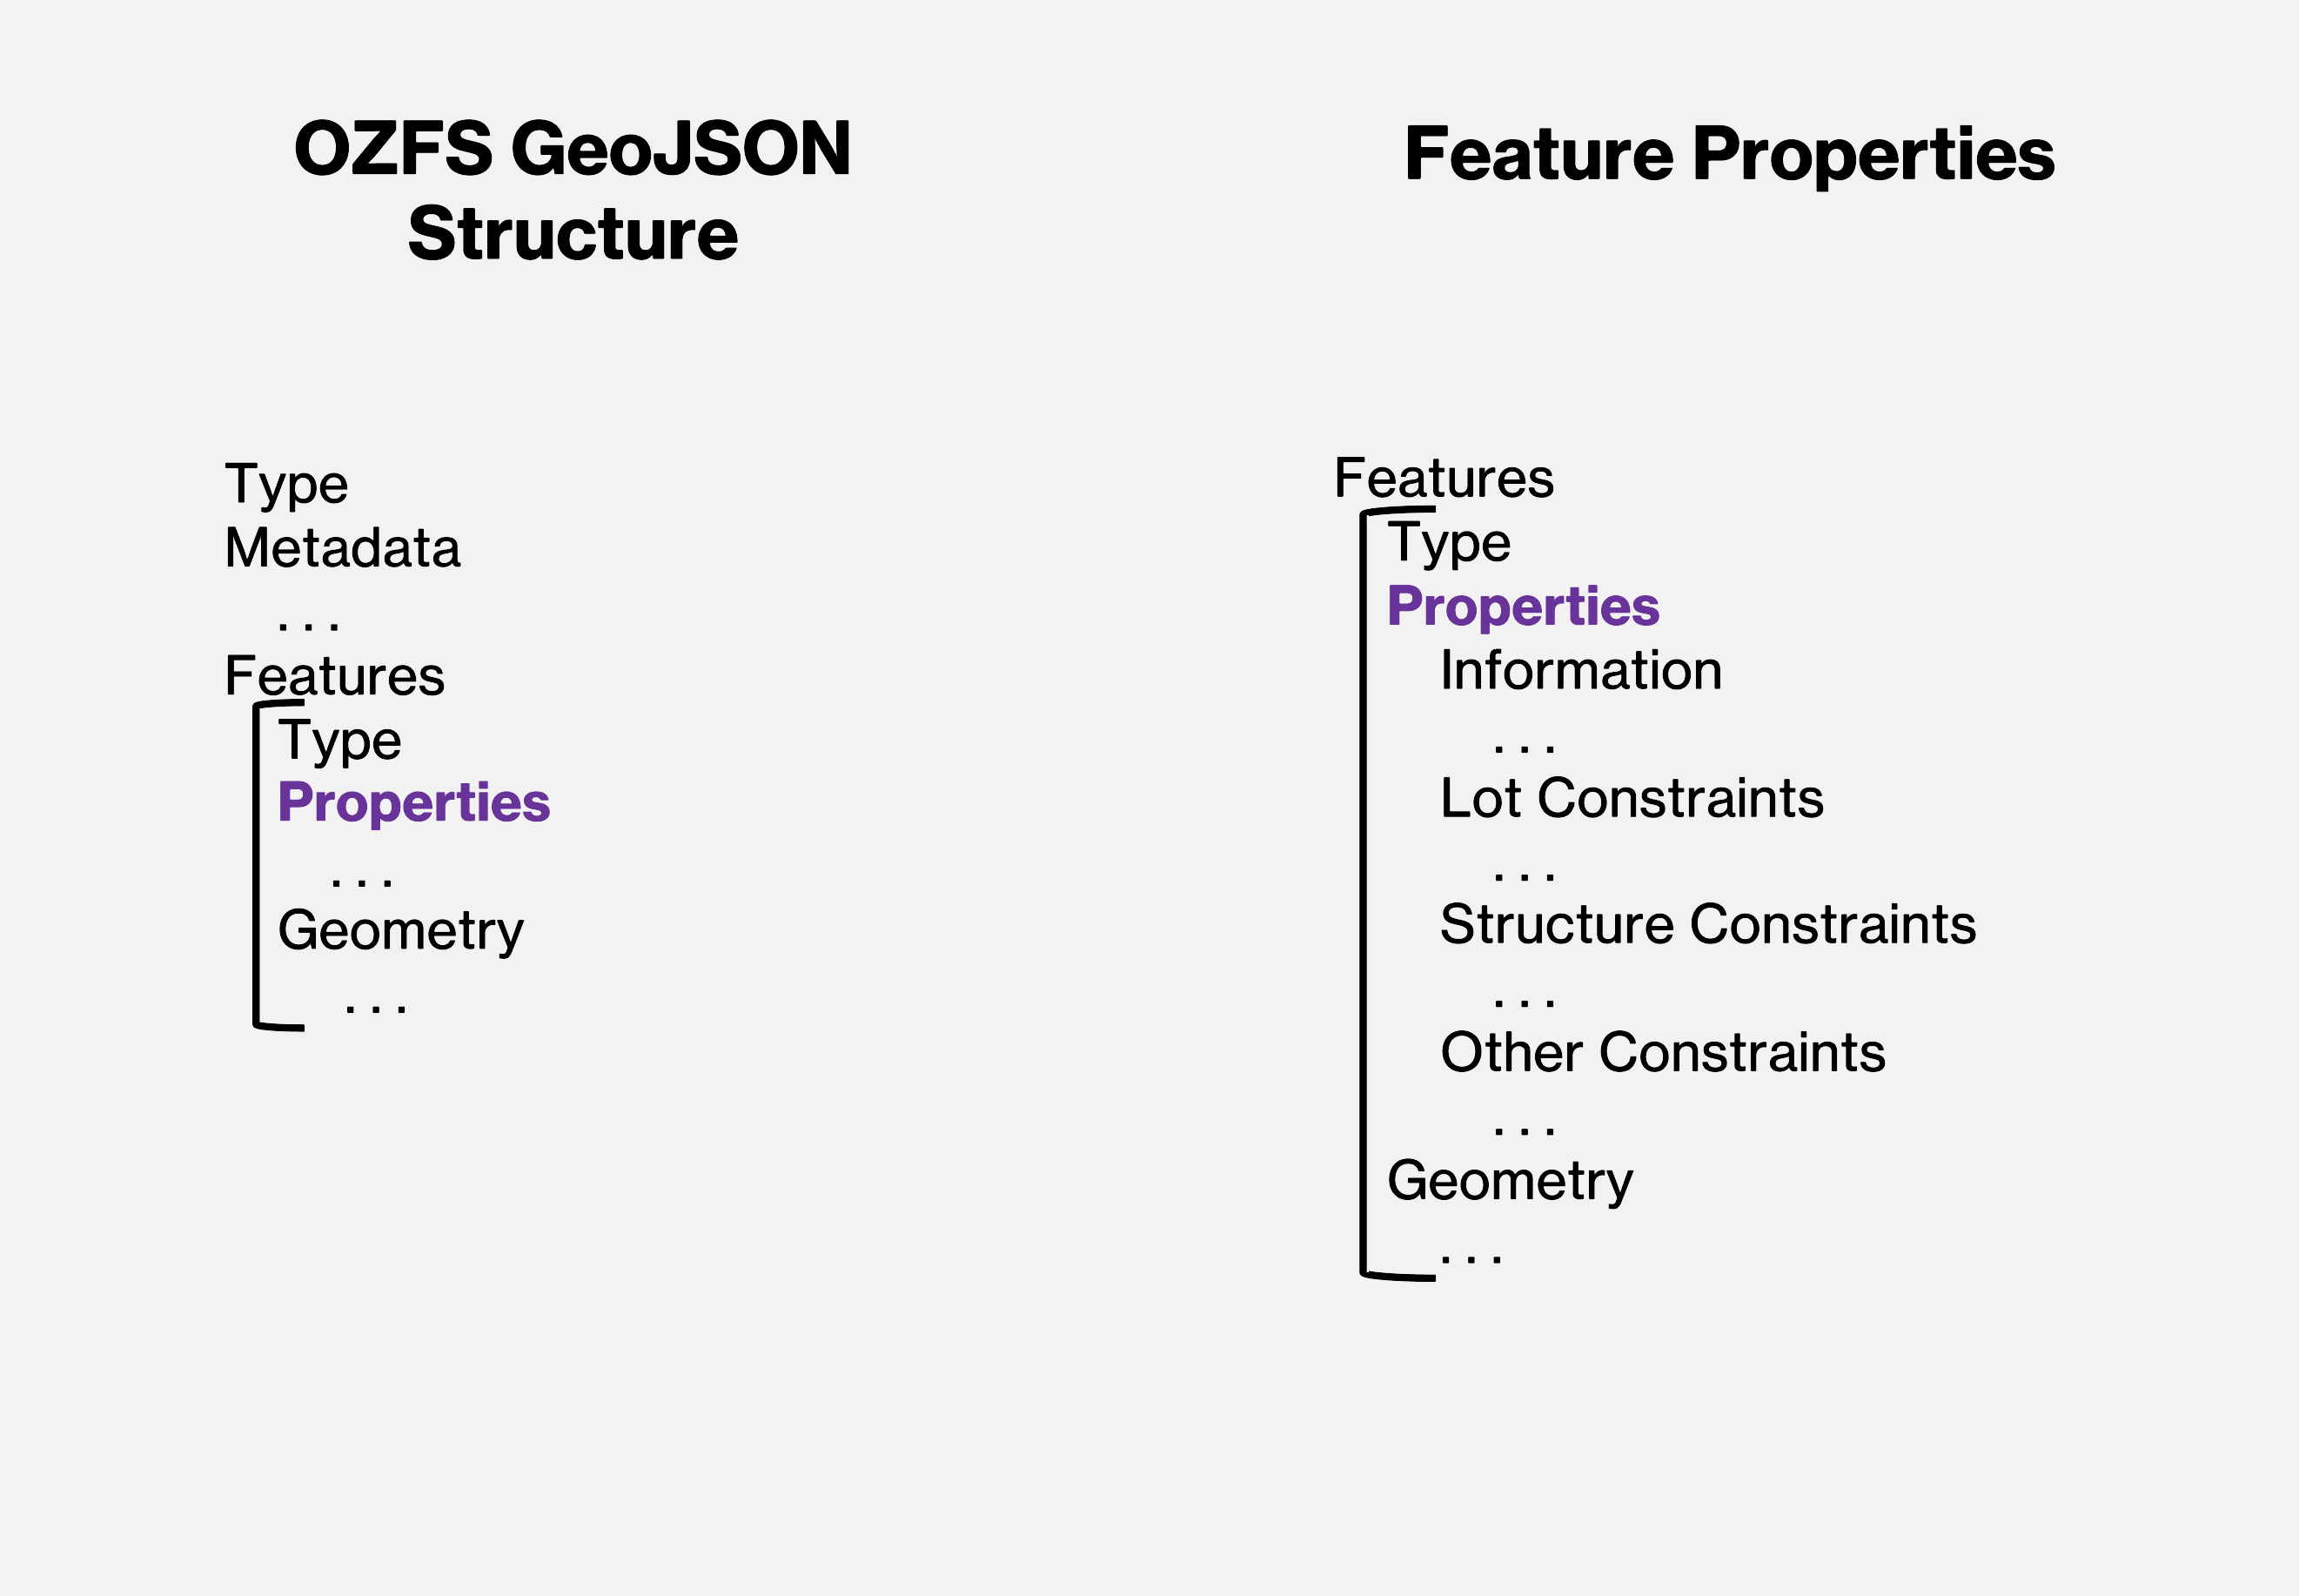 OZFS GeoJSON
Structure
Type
Metadata
...
Features
Type
Properties
...
Geometry
...
Feature Properties
Features
Type
Properties
Information
...
Lot Constraints
...
Structure Constraints
...
Other Constraints
...
Geometry
...